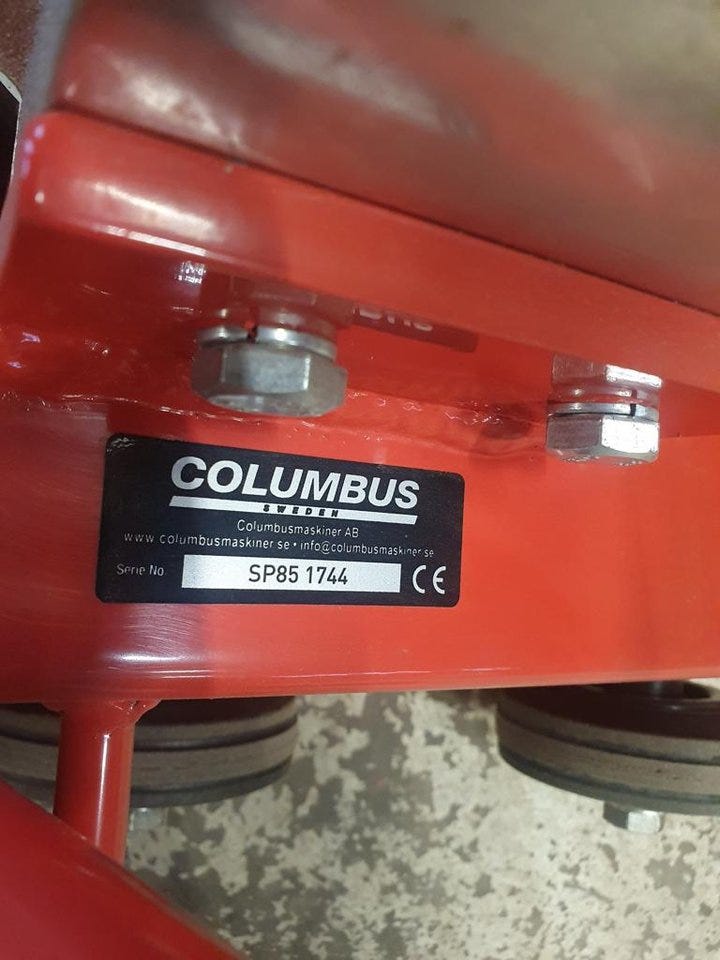 COLUMBUS
SWEDEN
Columbusmaskiner AB
www.columbusmaskiner.se • info@columbusmaskiner.se
Serie No. SP85 1744 CE